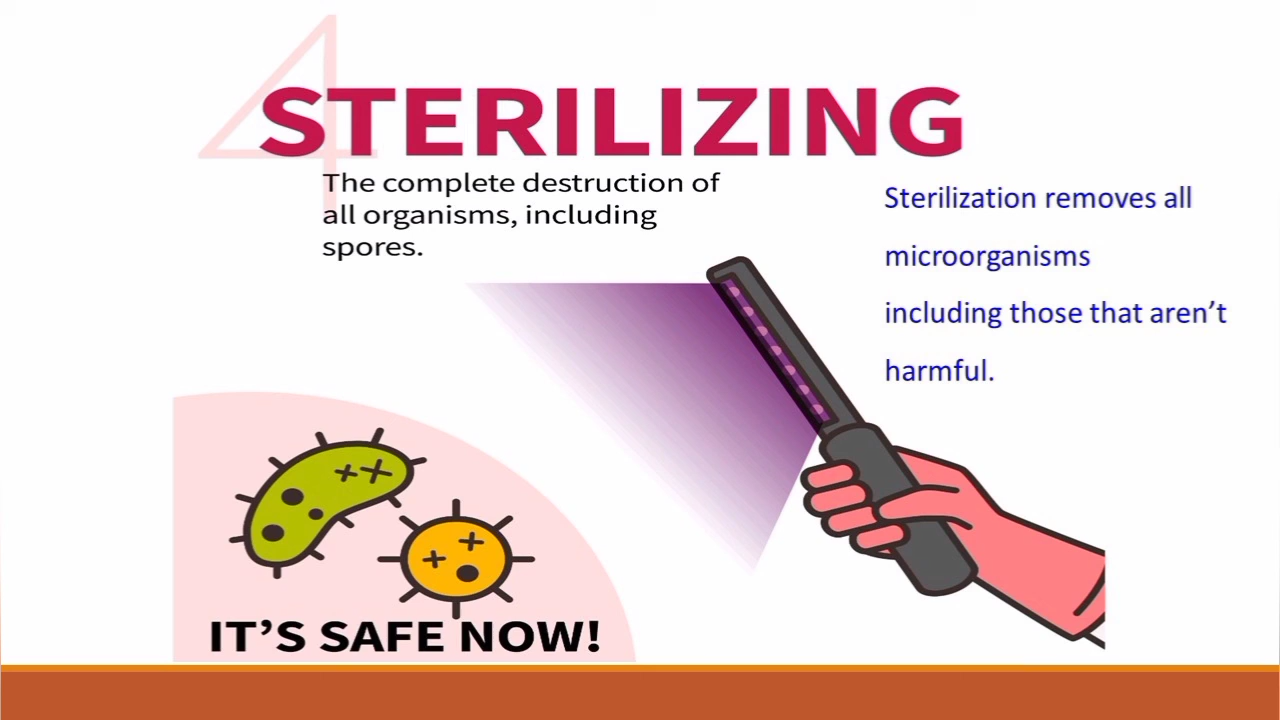 4
STERILIZING
The complete destruction of
all organisms, including
spores.
Sterilization removes all
microorganisms
including those that aren’t
harmful.
IT’S SAFE NOW!